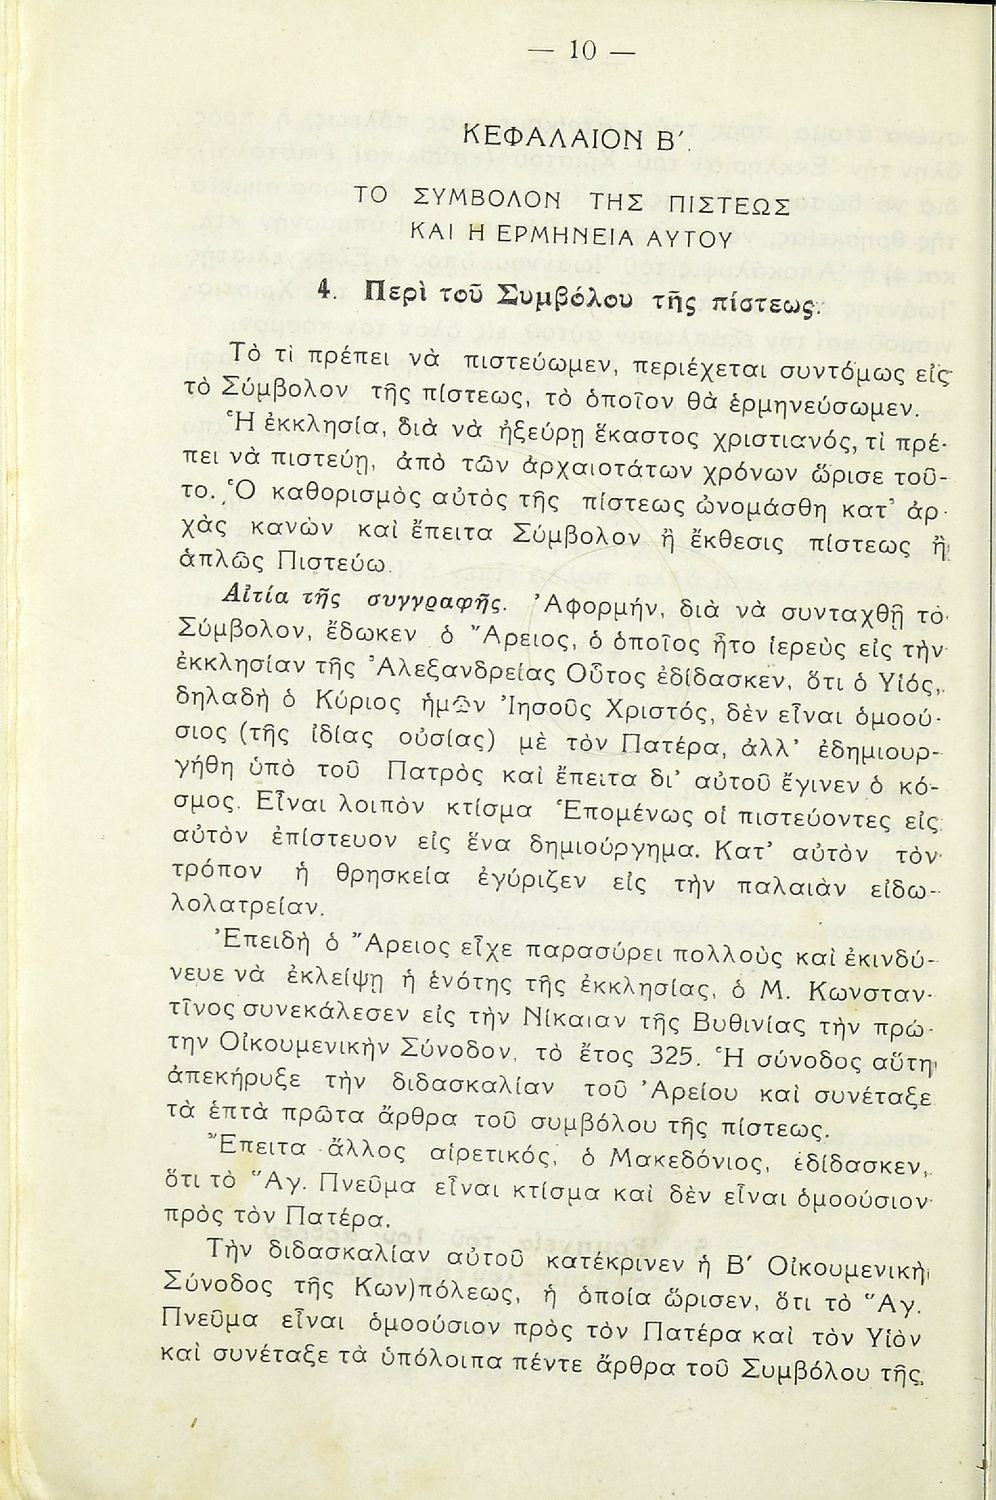 — 10 —
ΚΕΦΑΛΑΙΟΝ Β΄.
ΤΟ ΣΥΜΒΟΛΟΝ ΤΗΣ ΠΙΣΤΕΩΣ
ΚΑΙ Η ΕΡΜΗΝΕΙΑ ΑΥΤΟΥ
4. Περὶ τοῦ Συμβόλου τῆς πίστεως.
Τὸ τὶ πρέπει νὰ πιστεύωμεν, περιέχεται συντόμως εἰς
τὸ Σύμβολον τῆς πίστεως, τὸ ὁποῖον θὰ ἑρμηνεύσωμεν.
Ἡ ἐκκλησία, διὰ νὰ ἠξεύρῃ ἕκαστος χριστιανός, τὶ πρέ-
πει νὰ πιστεύῃ, ἀπὸ τῶν ἀρχαιοτάτων χρόνων ὥρισε τοῦ-
το. Ὁ καθορισμὸς αὐτὸς τῆς πίστεως ὠνομάσθη κατ' ἀρ-
χὰς κανὼν καὶ ἔπειτα Σύμβολον ἢ ἔκθεσις πίστεως ἢ
ἁπλῶς Πιστεύω.
Αἰτία τῆς συγγραφῆς. Ἀφορμήν, διὰ νὰ συνταχθῇ τὸ
Σύμβολον, ἔδωκεν ὁ Ἄρειος, ὁ ὁποῖος ἦτο ἱερεὺς εἰς τὴν
ἐκκλησίαν τῆς Ἀλεξανδρείας Οὗτος ἐδίδασκεν, ὅτι ὁ Υἱός,
δηλαδὴ ὁ Κύριος ἡμῶν Ἰησοῦς Χριστός, δὲν εἶναι ὁμοού-
σιος (τῆς ἰδίας οὐσίας) μὲ τὸν Πατέρα, ἀλλ' ἐδημιουρ-
γήθη ὑπὸ τοῦ Πατρὸς καὶ ἔπειτα δι' αὐτοῦ ἔγινεν ὁ κό-
σμος. Εἶναι λοιπὸν κτίσμα Ἑπομένως οἱ πιστεύοντες εἰς
αὐτὸν ἐπίστευον εἰς ἕνα δημιούργημα. Κατ' αὐτὸν τὸν
τρόπον ἡ θρησκεία ἐγύριζεν εἰς τὴν παλαιὰν εἰδω-
λολατρείαν.
Ἐπειδὴ ὁ Ἄρειος εἶχε παρασύρει πολλοὺς καὶ ἐκινδύ-
νευε νὰ ἐκλείψῃ ἡ ἑνότης τῆς ἐκκλησίας, ὁ Μ. Κωνσταν-
τῖνος συνεκάλεσεν εἰς τὴν Νίκαιαν τῆς Βυθινίας τὴν πρώ-
την Οἰκουμενικὴν Σύνοδον, τὸ ἔτος 325. Ἡ σύνοδος αὕτη
ἀπεκήρυξε τὴν διδασκαλίαν τοῦ Ἀρείου καὶ συνέταξε
τὰ ἑπτὰ πρῶτα ἄρθρα τοῦ συμβόλου τῆς πίστεως.
Ἔπειτα ἄλλος αἱρετικός, ὁ Μακεδόνιος, ἐδίδασκεν,
ὅτι τὸ Ἅγ. Πνεῦμα εἶναι κτίσμα καὶ δὲν εἶναι ὁμοούσιον
πρὸς τὸν Πατέρα.
Τὴν διδασκαλίαν αὐτοῦ κατέκρινεν ἡ Β΄ Οἰκουμενικὴ
Σύνοδος τῆς Κων)πόλεως, ἡ ὁποία ὥρισεν, ὅτι τὸ Ἅγ.
Πνεῦμα εἶναι ὁμοούσιον πρὸς τὸν Πατέρα καὶ τὸν Υἱὸν
καὶ συνέταξε τὰ ὑπόλοιπα πέντε ἄρθρα τοῦ Συμβόλου τῆς